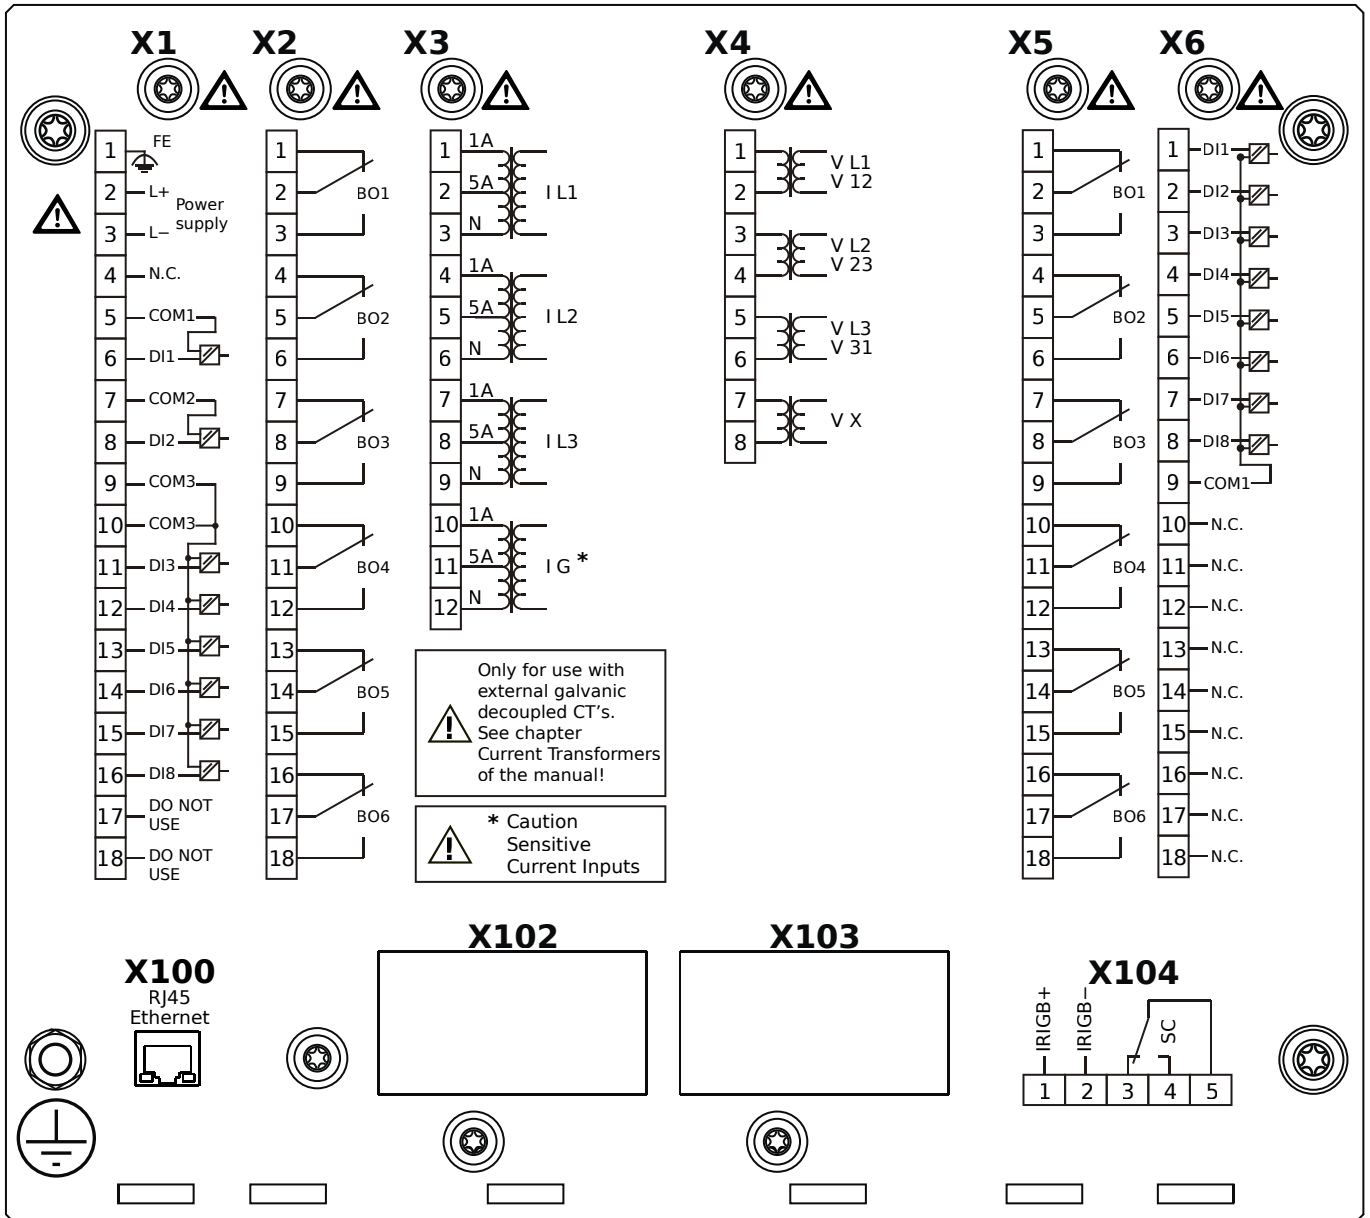 X1 X2 X3 X4 X5 X6
1 FE
2 L+
Power
supply
3 L−
4 N.C.
5 COM1
6 DI1
7 COM2
8 DI2
9 COM3
10 COM3
11 DI3
12 DI4
13 DI5
14 DI6
15 DI7
16 DI8
17 DO NOT
USE
18 DO NOT
USE
1
2 BO1
3
4
5 BO2
6
7
8 BO3
9
10
11 BO4
12
13
14 BO5
15
16
17 BO6
18
1 1A
2 5A I L1
3 N
4 1A
5 5A I L2
6 N
7 1A
8 5A I L3
9 N
10 1A
11 5A I G *
12 N
Only for use with
external galvanic
decoupled CT's.
See chapter
Current Transformers
of the manual!
* Caution
Sensitive
Current Inputs
1 V L1
2 V 12
3 V L2
4 V 23
5 V L3
6 V 31
7 V X
8
1
2 BO1
3
4
5 BO2
6
7
8 BO3
9
10
11 BO4
12
13
14 BO5
15
16
17 BO6
18
1 DI1
2 DI2
3 DI3
4 DI4
5 DI5
6 DI6
7 DI7
8 DI8
9 COM1
10 N.C.
11 N.C.
12 N.C.
13 N.C.
14 N.C.
15 N.C.
16 N.C.
17 N.C.
18 N.C.
X100
RJ45
Ethernet
X102
X103
X104
IRIGB+
IRIGB−
SC
1 2 3 4 5